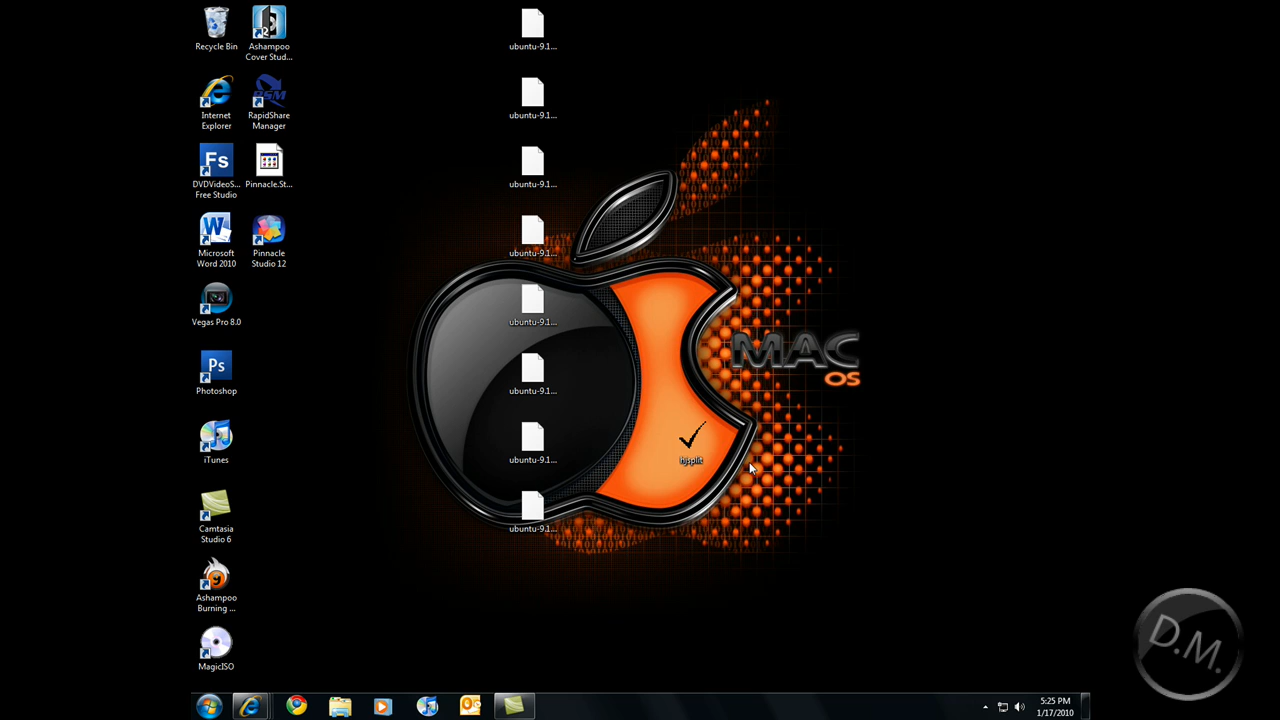 Recycle Bin
Ashampoo
Cover Stud...
Internet
Explorer
RapidShare
Manager
DVDVideoS...
Free Studio
Pinnacle.St...
Microsoft
Word 2010
Pinnacle
Studio 12
Vegas Pro 8.0
Photoshop
iTunes
Camtasia
Studio 6
Ashampoo
Burning ...
MagicISO
ubuntu-9.1...
ubuntu-9.1...
ubuntu-9.1...
ubuntu-9.1...
ubuntu-9.1...
ubuntu-9.1...
ubuntu-9.1...
ubuntu-9.1...
hjsplit
MAC
OS
Fs
RSM
W
Ps
D.M.
5:25 PM
1/17/2010